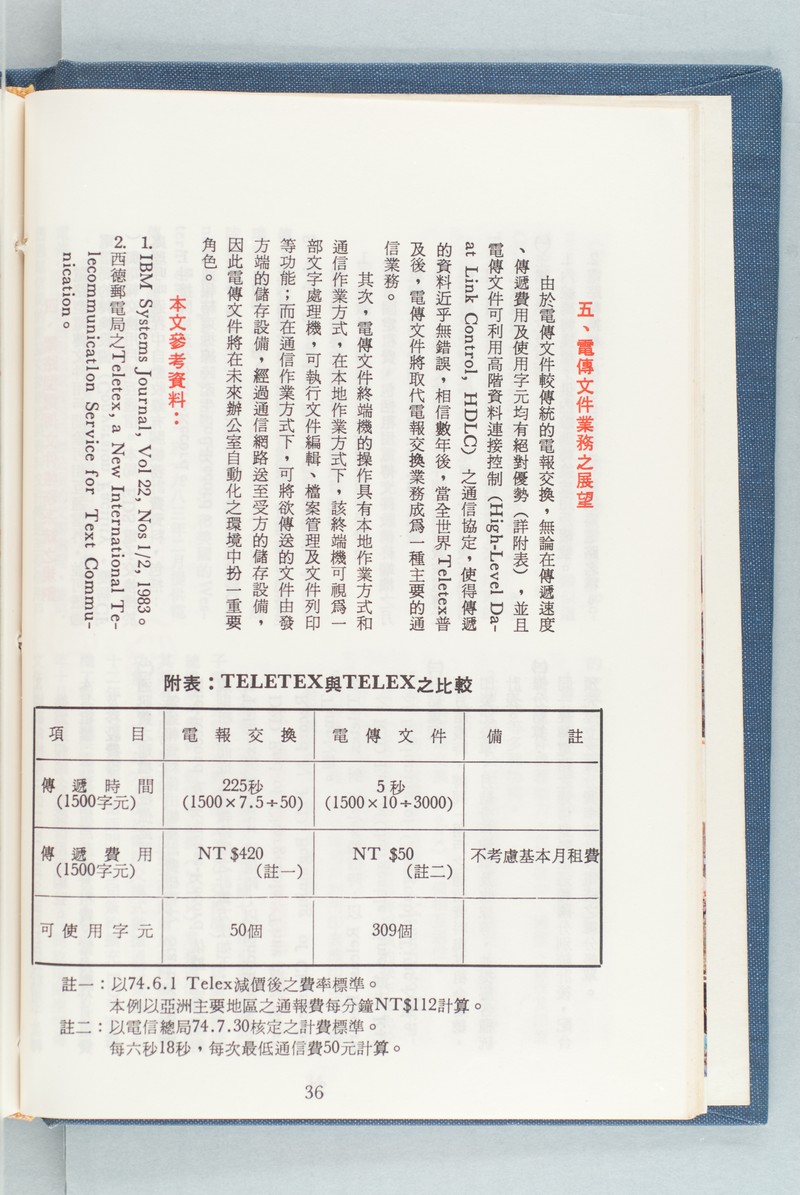 五、電傳文件業務之展望
由於電傳文件較傳統的電報交換，無論在傳遞速度
、傳遞費用及使用字元均有絕對優勢（詳附表），並且
電傳文件可利用高階資料連接控制（High-Level Da-
at Link Control, HDLC）之通信協定，使得傳遞
的資料近乎無錯誤，相信數年後，當全世界Teletex普
及後，電傳文件將取代電報交換業務成爲一種主要的通
信業務。
其次，電傳文件終端機的操作具有本地作業方式和
通信作業方式，在本地作業方式下，該終端機可視爲一
部文字處理機，可執行文件編輯、檔案管理及文件列印
等功能；而在通信作業方式下，可將欲傳送的文件由發
方端的儲存設備，經過通信網路送至受方的儲存設備，
因此電傳文件將在未來辦公室自動化之環境中扮一重要
角色。
本文參考資料：
1. IBM Systems Journal, Vol 22, Nos 1/2, 1983。
2. 西德郵電局之Teletex, a New International Te-
lecommunicatlon Service for Text Commu-
nication。
附表：TELETEX與TELEX之比較
項目 電報交換 電傳文件 備註
傳遞時間 225秒 5秒
(1500字元) (1500×7.5÷50) (1500×10÷3000)
傳遞費用 NT $420 NT $50 不考慮基本月租費
(1500字元) (註一) (註二)
可使用字元 50個 309個
註一：以74.6.1 Telex減價後之費率標準。
本例以亞洲主要地區之通報費每分鐘NT$112計算。
註二：以電信總局74.7.30核定之計費標準。
每六秒18秒，每次最低通信費50元計算。
36